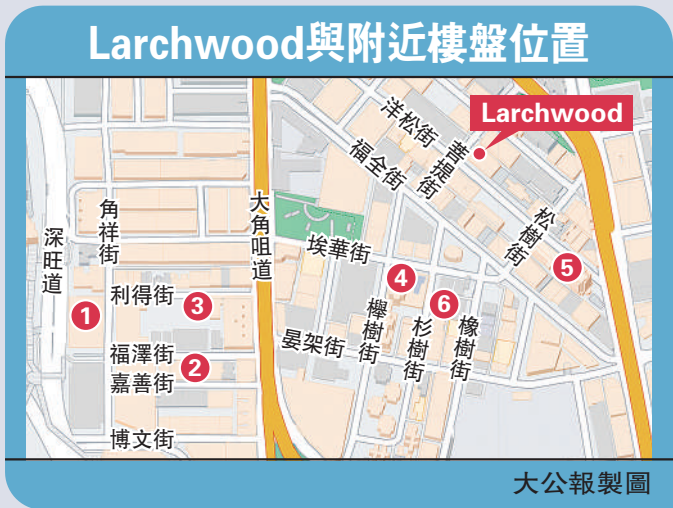 Larchwood與附近樓盤位置
Larchwood
洋松街
菩提街
福全街
松樹街
大角咀道
角祥街
深旺道
埃華街
利得街
福澤街
嘉善街
博文街
晏架街
櫸樹街
杉樹街
橡樹街
1
2
3
4
5
6
大公報製圖